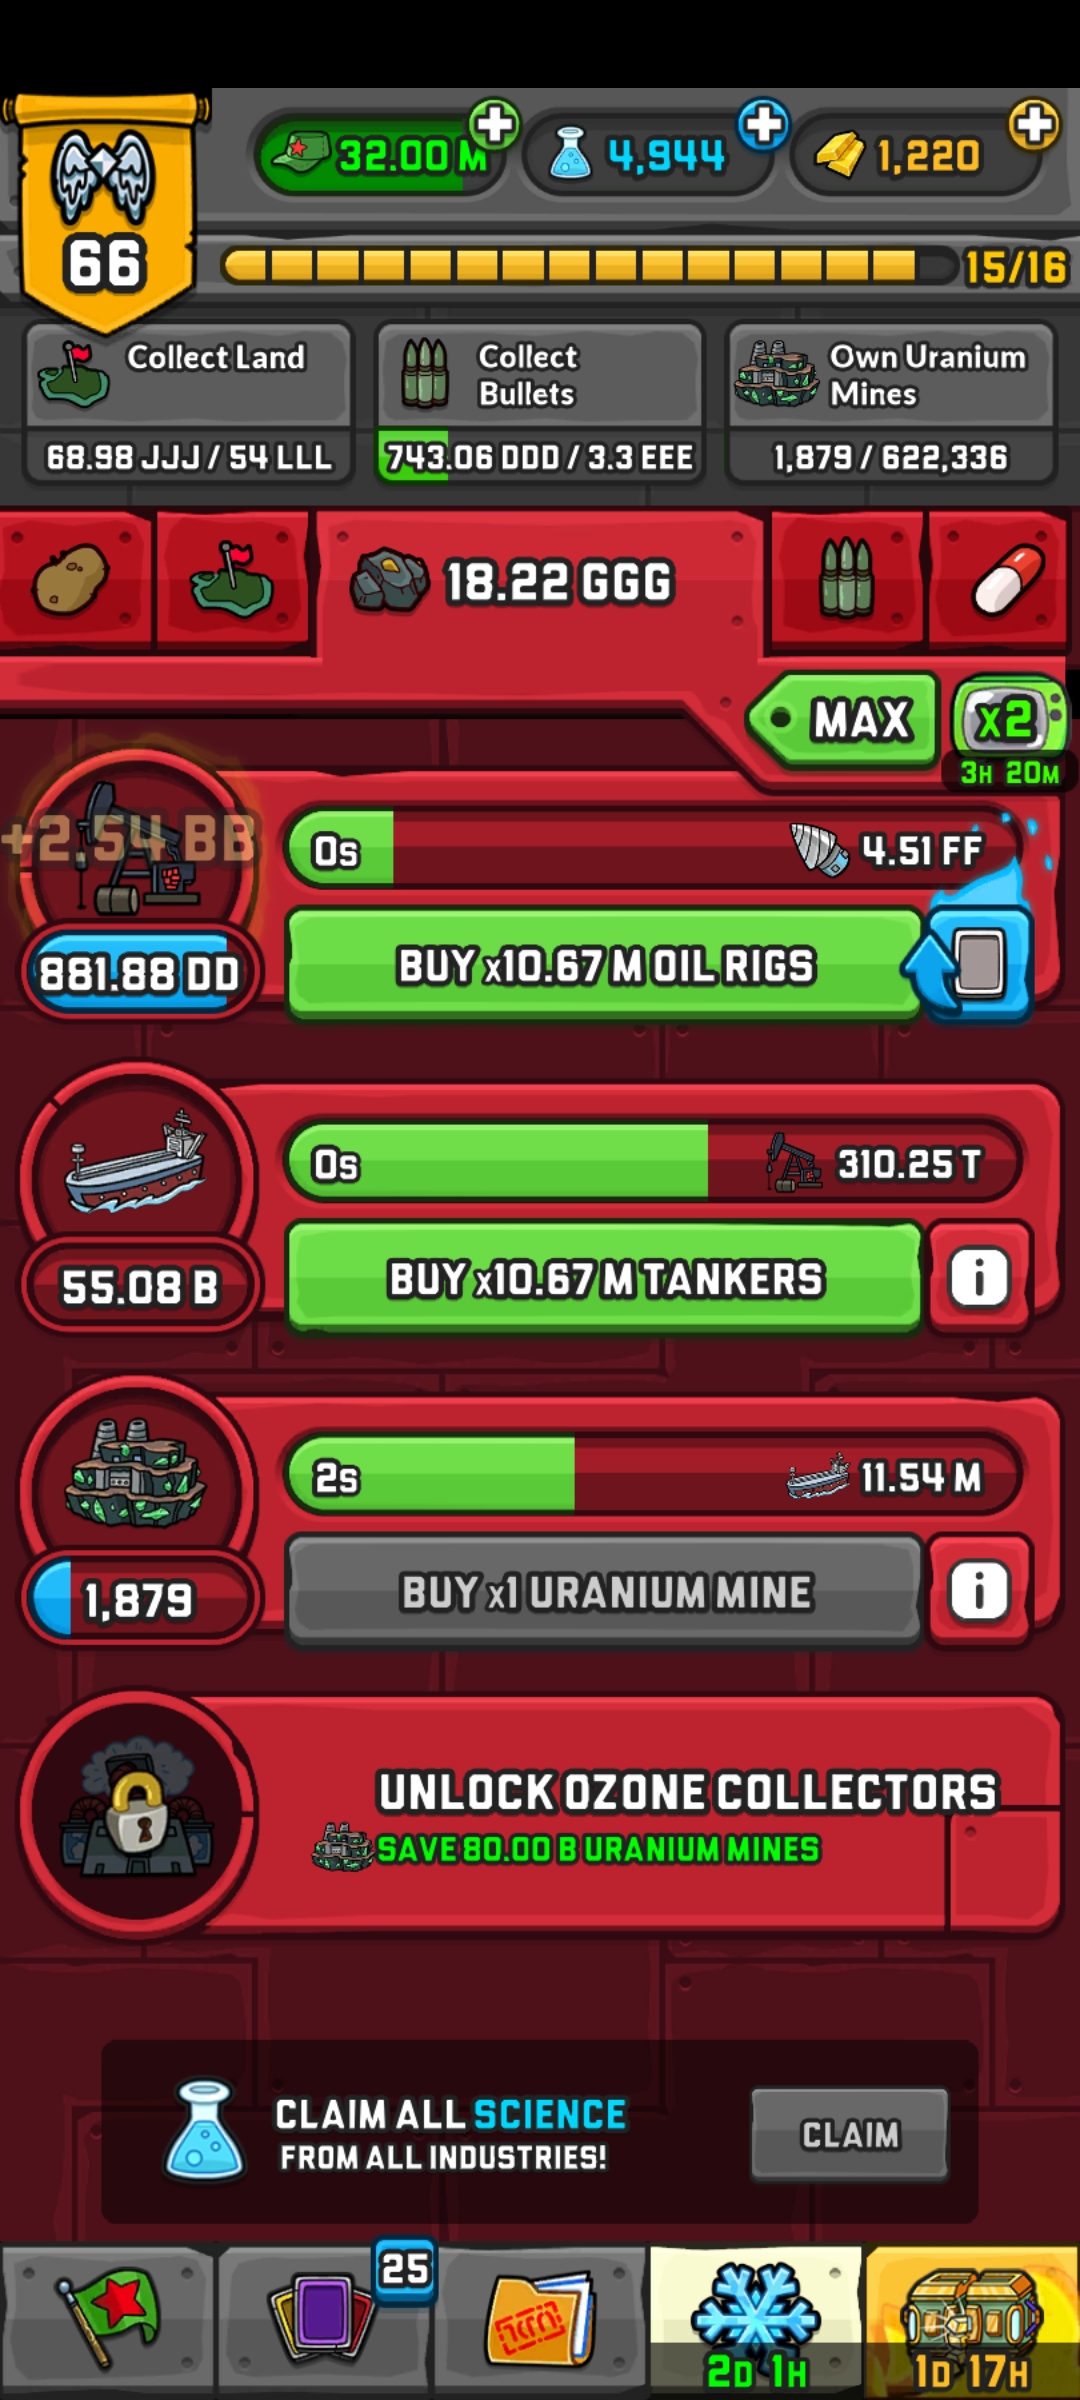 66
32.00 M
4,944
1,220
15/16
Collect Land
68.98 JJJ / 54 LLL
Collect
Bullets
743.06 DDD / 3.3 EEE
Own Uranium
Mines
1,879 / 622,336
18.22 GGG
MAX
x2
3H 20M
+2.54 BB
0s
4.51 FF
881.88 DD
BUY x10.67 M OIL RIGS
0s
310.25 T
55.08 B
BUY x10.67 M TANKERS
i
2s
11.54 M
1,879
BUY x1 URANIUM MINE
i
UNLOCK OZONE COLLECTORS
SAVE 80.00 B URANIUM MINES
CLAIM ALL SCIENCE
FROM ALL INDUSTRIES!
CLAIM
25
2D 1H
1D 17H